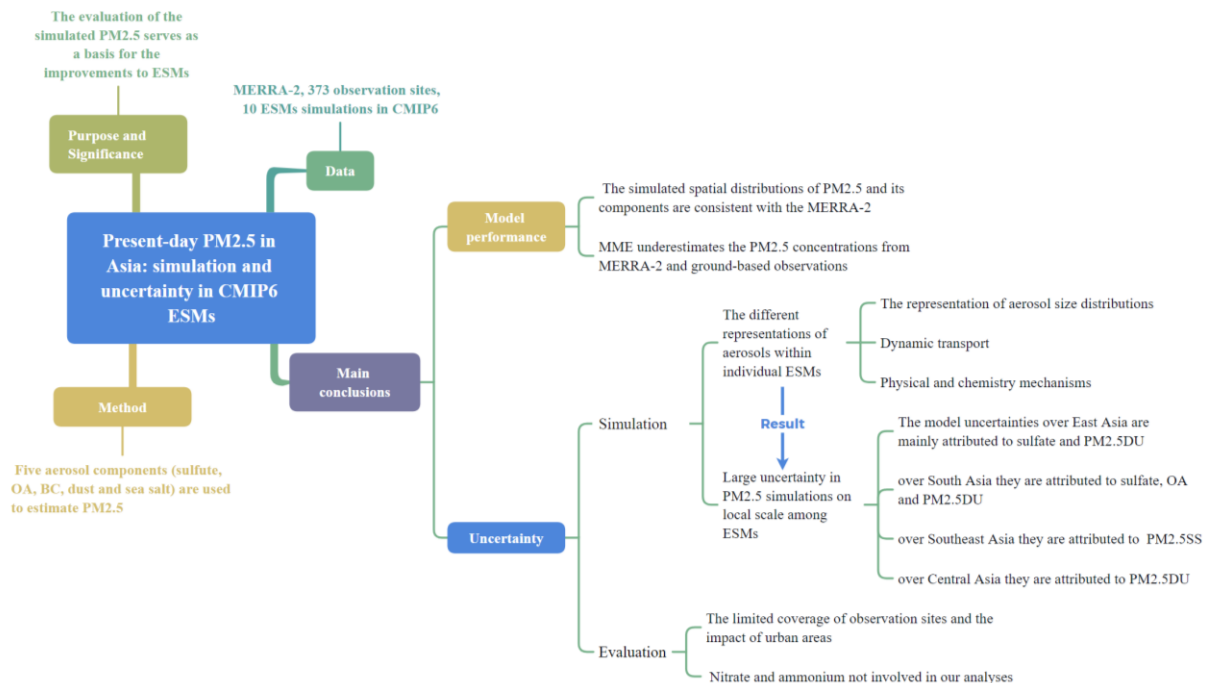 The evaluation of the
simulated PM2.5 serves as
a basis for the
improvements to ESMs
MERRA-2, 373 observation sites,
10 ESMs simulations in CMIP6
Purpose and
Significance
Data
Present-day PM2.5 in
Asia: simulation and
uncertainty in CMIP6
ESMs
Method
Five aerosol components (sulfute,
OA, BC, dust and sea salt) are used
to estimate PM2.5
Main
conclusions
Model
performance
The simulated spatial distributions of PM2.5 and its
components are consistent with the MERRA-2
MME underestimates the PM2.5 concentrations from
MERRA-2 and ground-based observations
Uncertainty
Simulation
The different
representations of
aerosols within
individual ESMs
The representation of aerosol size distributions
Dynamic transport
Physical and chemistry mechanisms
Result
Large uncertainty in
PM2.5 simulations on
local scale among
ESMs
The model uncertainties over East Asia are
mainly attributed to sulfate and PM2.5DU
over South Asia they are attributed to sulfate, OA
and PM2.5DU
over Southeast Asia they are attributed to PM2.5SS
over Central Asia they are attributed to PM2.5DU
Evaluation
The limited coverage of observation sites and the
impact of urban areas
Nitrate and ammonium not involved in our analyses